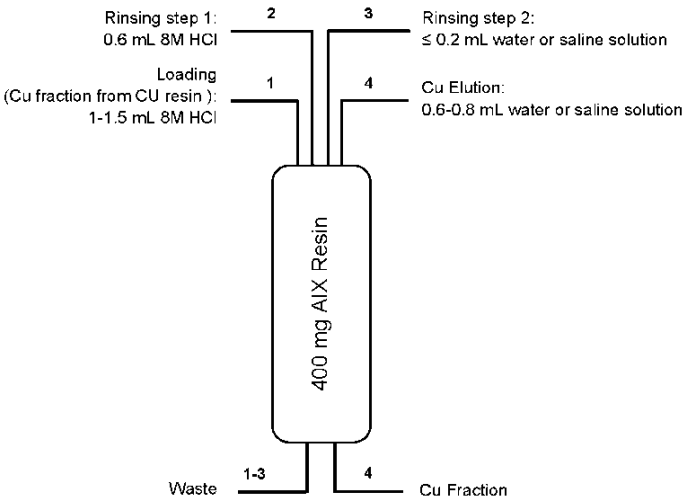 Rinsing step 1:
0.6 mL 8M HCl
2
3
Rinsing step 2:
≤ 0.2 mL water or saline solution
Loading
(Cu fraction from CU resin ):
1-1.5 mL 8M HCl
1
4
Cu Elution:
0.6-0.8 mL water or saline solution
400 mg AIX Resin
Waste
1-3
4
Cu Fraction